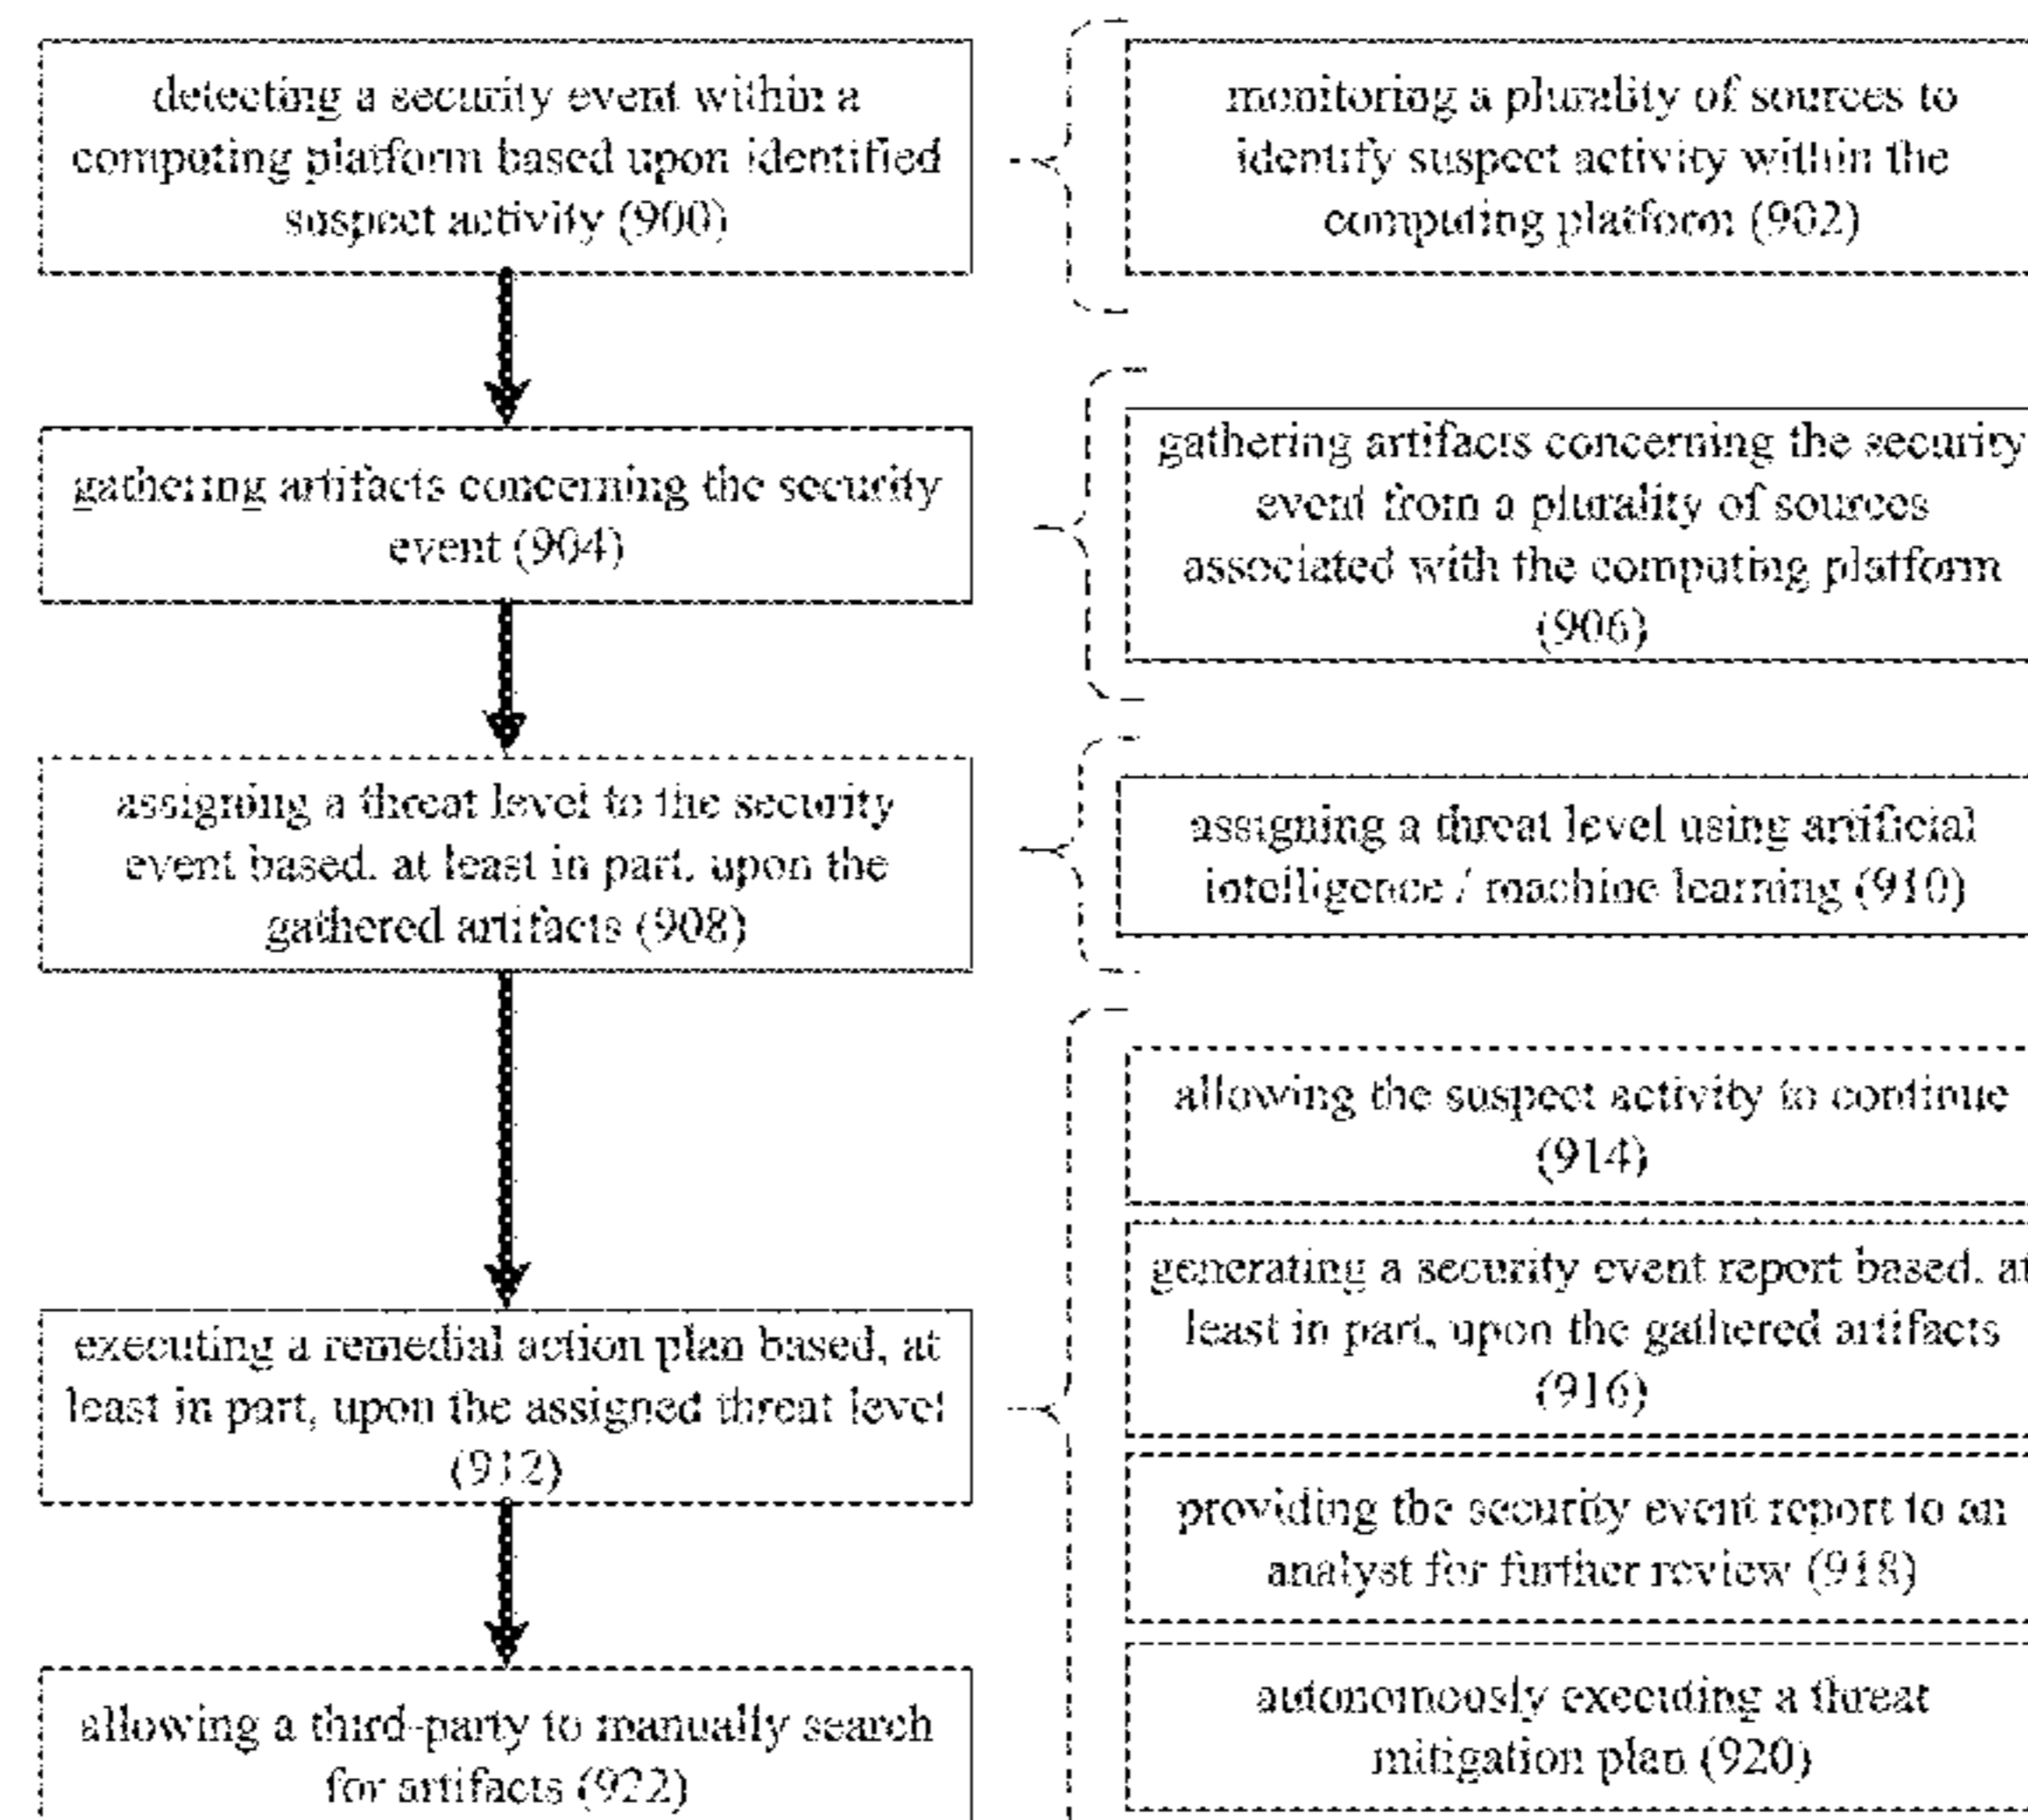 detecting a security event within a
computing platform based upon identified
suspect activity (900)
monitoring a plurality of sources to
identify suspect activity within the
computing platform (902)
gathering artifacts concerning the security
event (904)
gathering artifacts concerning the security
event from a plurality of sources
associated with the computing platform
(906)
assigning a threat level to the security
event based, at least in part, upon the
gathered artifacts (908)
assigning a threat level using artificial
intelligence / machine learning (910)
executing a remedial action plan based, at
least in part, upon the assigned threat level
(912)
allowing the suspect activity to continue
(914)
generating a security event report based, at
least in part, upon the gathered artifacts
(916)
providing the security event report to an
analyst for further review (918)
autonomously executing a threat
mitigation plan (920)
allowing a third-party to manually search
for artifacts (922)